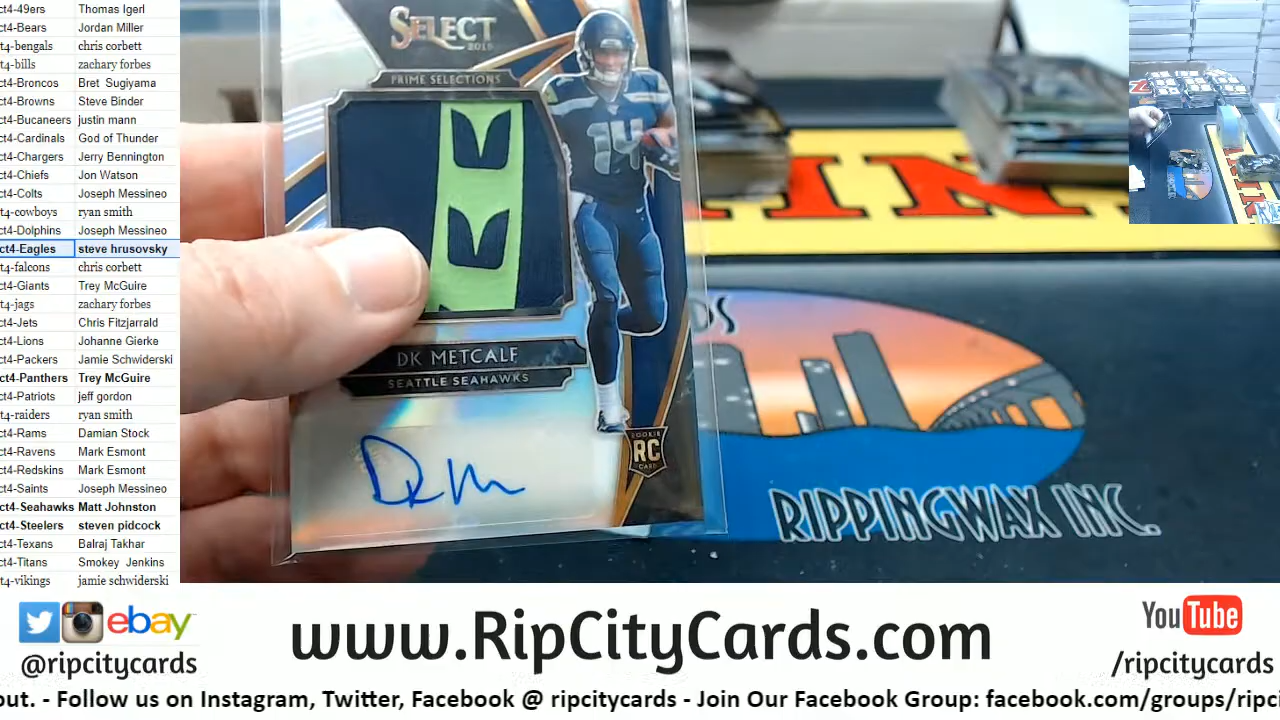 ct4-49ers Thomas Igerl
ct4-Bears Jordan Miller
t4-bengals chris corbett
t4-bills zachary forbes
ct4-Broncos Bret Sugiyama
ct4-Browns Steve Binder
ct4-Bucaneers justin mann
ct4-Cardinals God of Thunder
ct4-Chargers Jerry Bennington
ct4-Chiefs Jon Watson
ct4-Colts Joseph Messineo
t4-cowboys ryan smith
ct4-Dolphins Joseph Messineo
ct4-Eagles steve hrusovsky
t4-falcons chris corbett
ct4-Giants Trey McGuire
t4-jags zachary forbes
ct4-Jets Chris Fitzjarrald
ct4-Lions Johanne Gierke
ct4-Packers Jamie Schwiderski
ct4-Panthers Trey McGuire
ct4-Patriots jeff gordon
t4-raiders ryan smith
ct4-Rams Damian Stock
ct4-Ravens Mark Esmont
ct4-Redskins Mark Esmont
ct4-Saints Joseph Messineo
ct4-Seahawks Matt Johnston
ct4-Steelers steven pidcock
ct4-Texans Balraj Takhar
ct4-Titans Smokey Jenkins
t4-vikings jamie schwiderski
SELECT
PRIME SELECTIONS
14
DK METCALF
SEATTLE SEAHAWKS
ROOKIE
RC
CARD
DS
RIPPINGWAX INC.
ebay
@ripcitycards
www.RipCityCards.com
YouTube
/ripcitycards
out. - Follow us on Instagram, Twitter, Facebook @ ripcitycards - Join Our Facebook Group: facebook.com/groups/ripci